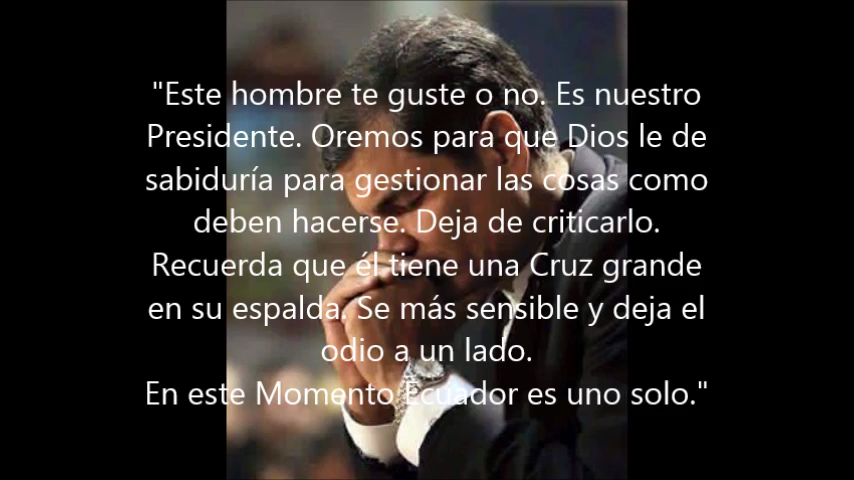 "Este hombre te guste o no. Es nuestro
Presidente. Oremos para que Dios le de
sabiduría para gestionar las cosas como
deben hacerse. Deja de criticarlo.
Recuerda que él tiene una Cruz grande
en su espalda. Se más sensible y deja el
odio a un lado.
En este Momento Ecuador es uno solo."